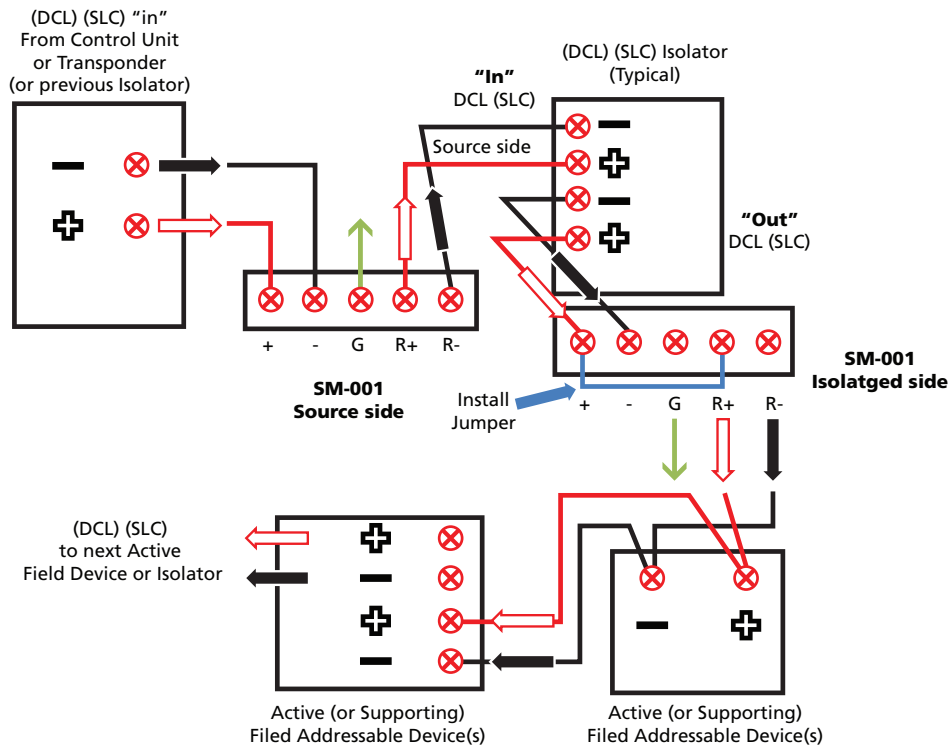 (DCL) (SLC) “in”
From Control Unit
or Transponder
(or previous Isolator)
(DCL) (SLC) Isolator
(Typical)
“In”
DCL (SLC)
Source side
“Out”
DCL (SLC)
+ - G R+ R-
SM-001
Source side
SM-001
Isolatged side
Install
Jumper
+ - G R+ R-
(DCL) (SLC)
to next Active
Field Device or Isolator
Active (or Supporting)
Filed Addressable Device(s)
Active (or Supporting)
Filed Addressable Device(s)